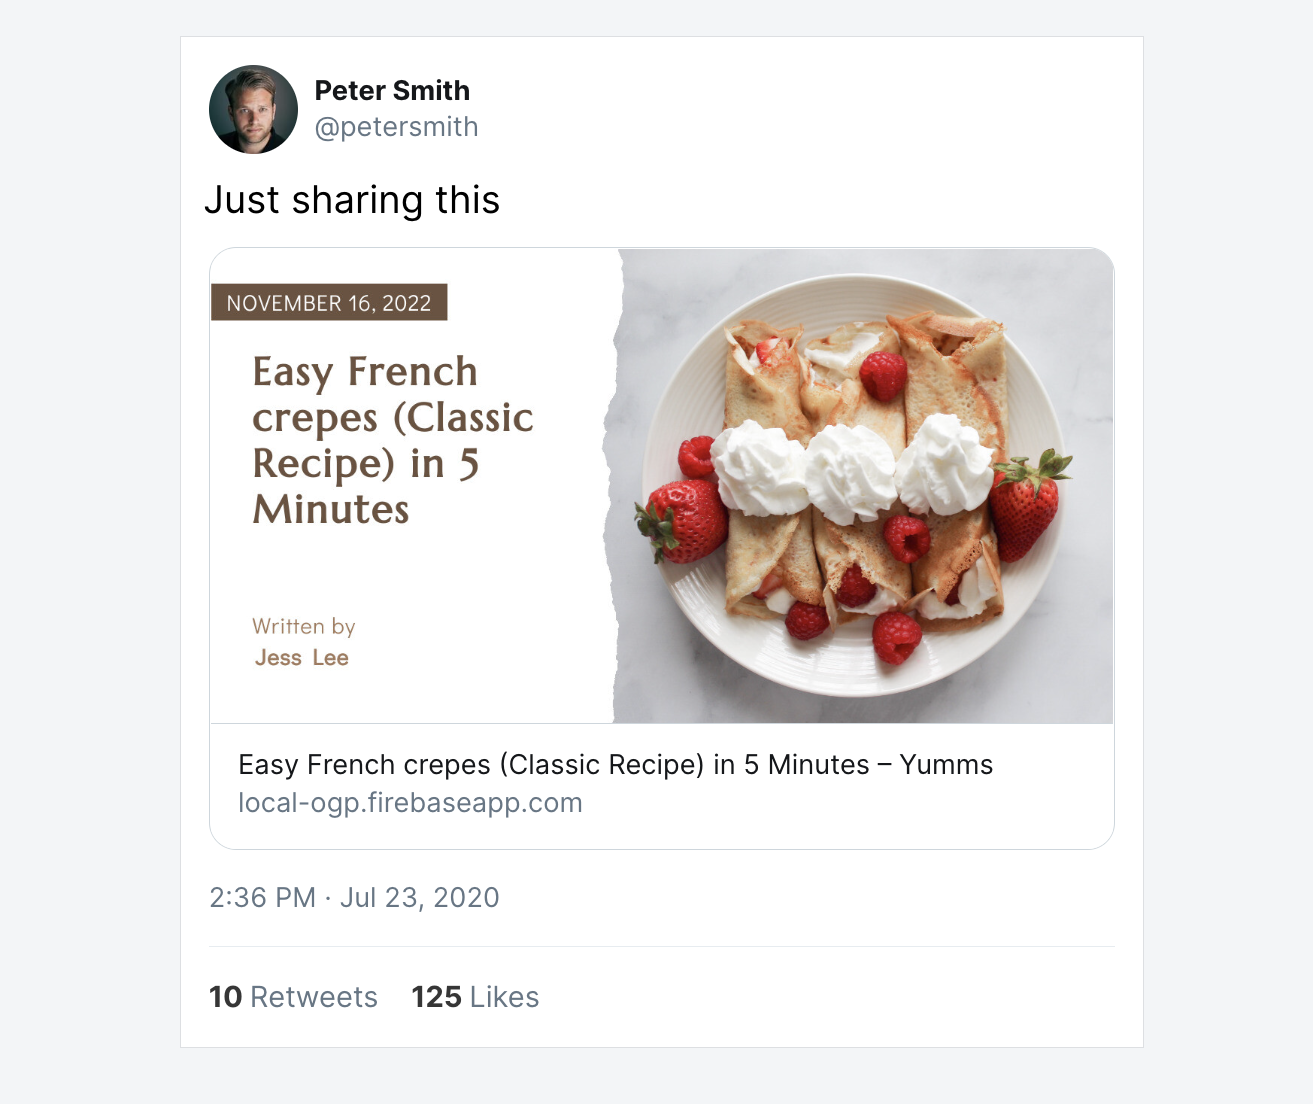 Peter Smith
@petersmith
Just sharing this
NOVEMBER 16, 2022
Easy French
crepes (Classic
Recipe) in 5
Minutes
Written by
Jess Lee
Easy French crepes (Classic Recipe) in 5 Minutes – Yumms
local-ogp.firebaseapp.com
2:36 PM · Jul 23, 2020
10 Retweets 125 Likes